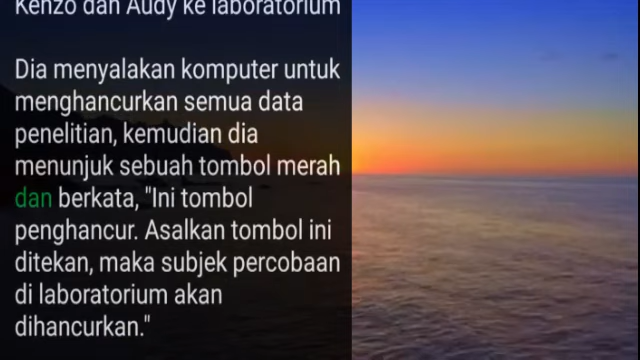 Kenzo dan Audy ke laboratorium
Dia menyalakan komputer untuk
menghancurkan semua data
penelitian, kemudian dia
menunjuk sebuah tombol merah
dan berkata, "Ini tombol
penghancur. Asalkan tombol ini
ditekan, maka subjek percobaan
di laboratorium akan
dihancurkan."